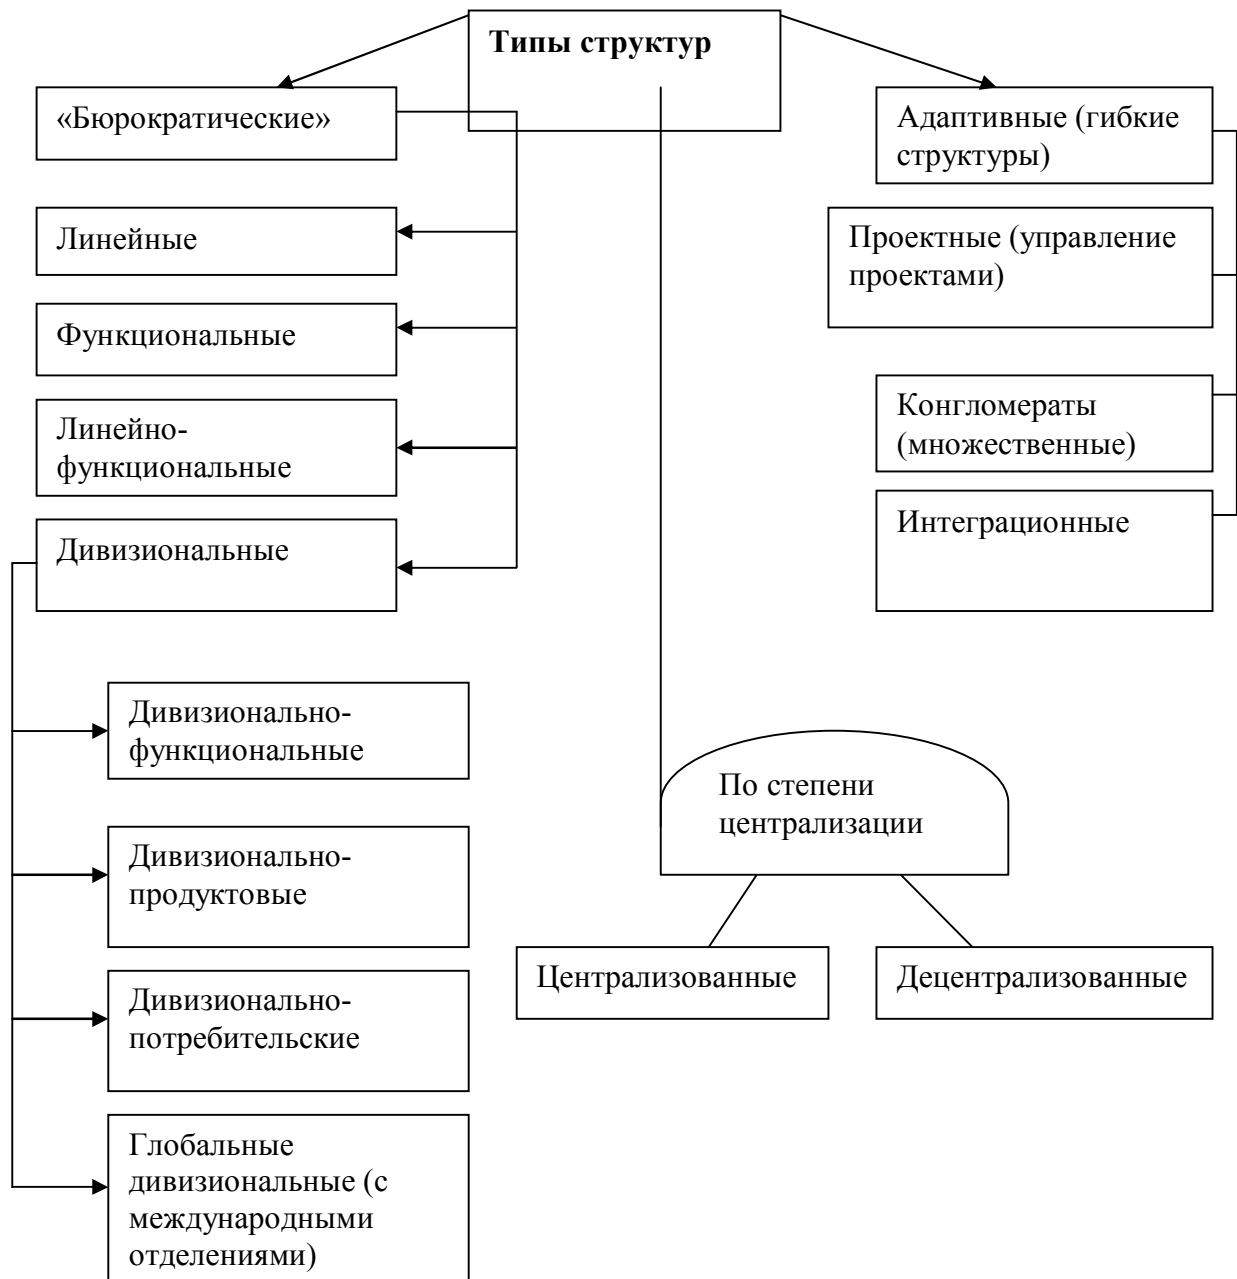 Типы структур
«Бюрократические»
Адаптивные (гибкие
структуры)
Линейные
Проектные (управление
проектами)
Функциональные
Конгломераты
(множественные)
Линейно-
функциональные
Интеграционные
Дивизиональные
Дивизионально-
функциональные
По степени
централизации
Дивизионально-
продуктовые
Централизованные
Децентрализованные
Дивизионально-
потребительские
Глобальные
дивизиональные (с
международными
отделениями)